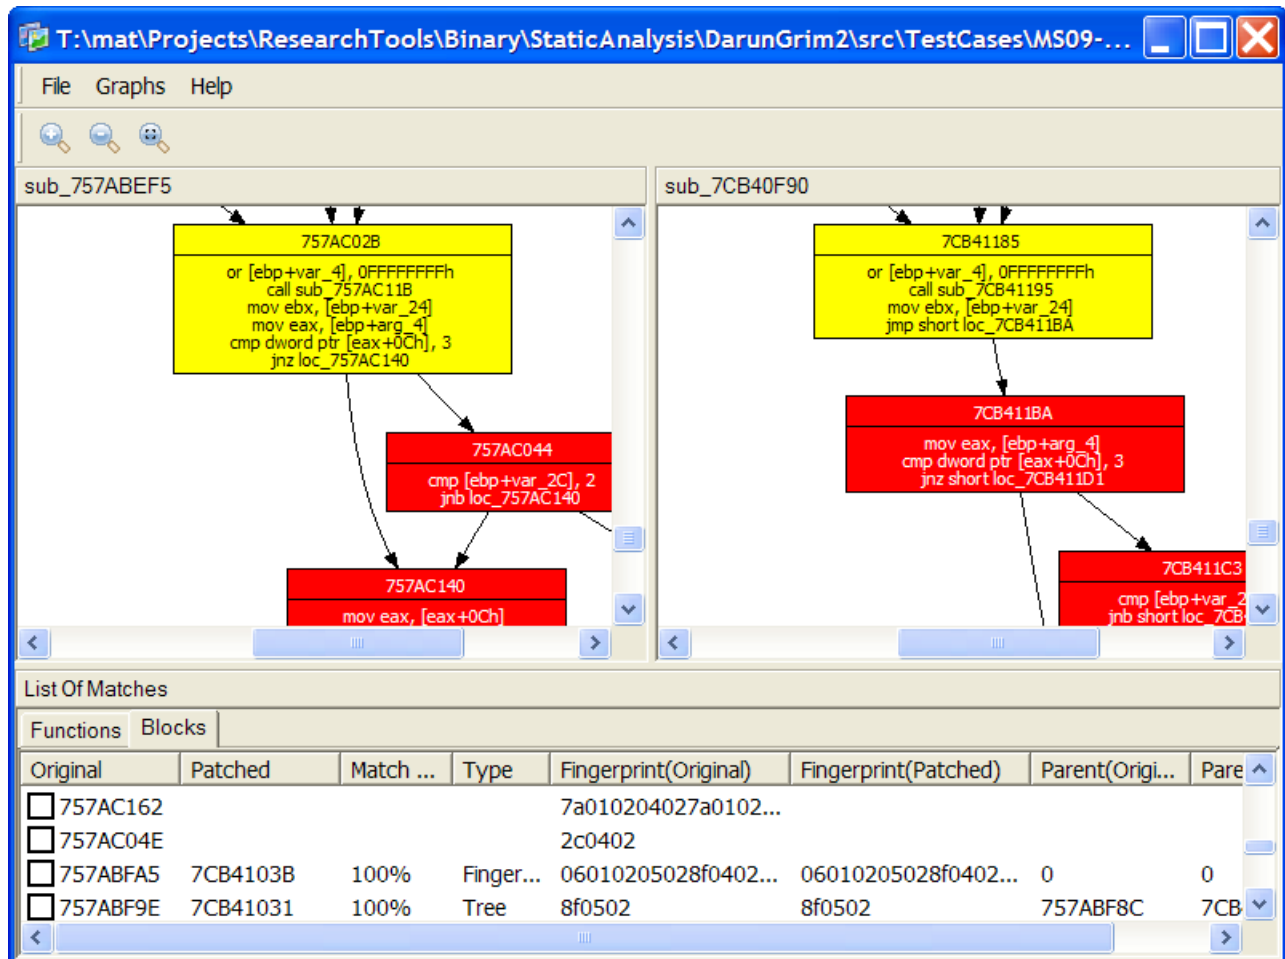 T:\mat\Projects\ResearchTools\Binary\StaticAnalysis\DarunGrim2\src\TestCases\MS09-...
File Graphs Help
sub_757ABEF5
757AC02B
or [ebp+var_4], 0FFFFFFFFh
call sub_757AC11B
mov ebx, [ebp+var_24]
mov eax, [ebp+arg_4]
cmp dword ptr [eax+0Ch], 3
jnz loc_757AC140
757AC044
cmp [ebp+var_2C], 2
jnb loc_757AC140
757AC140
mov eax, [eax+0Ch]
sub_7CB40F90
7CB41185
or [ebp+var_4], 0FFFFFFFFh
call sub_7CB41195
mov ebx, [ebp+var_24]
jmp short loc_7CB411BA
7CB411BA
mov eax, [ebp+arg_4]
cmp dword ptr [eax+0Ch], 3
jnz short loc_7CB411D1
7CB411C3
cmp [ebp+var_2
jnb short loc_7CB4
List Of Matches
Functions Blocks
Original Patched Match ... Type Fingerprint(Original) Fingerprint(Patched) Parent(Origi... Pare
757AC162 7a010204027a0102...
757AC04E 2c0402
757ABFA5 7CB4103B 100% Finger... 06010205028f0402... 06010205028f0402... 0 0
757ABF9E 7CB41031 100% Tree 8f0502 8f0502 757ABF8C 7CB